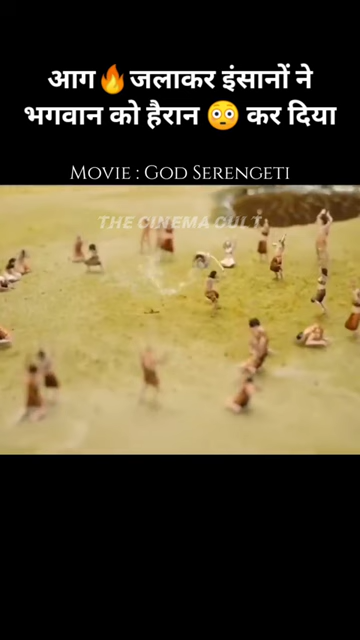 आग🔥जलाकर इंसानों ने
भगवान को हैरान 😳 कर दिया
Movie : God Serengeti
THE CINEMA CULT